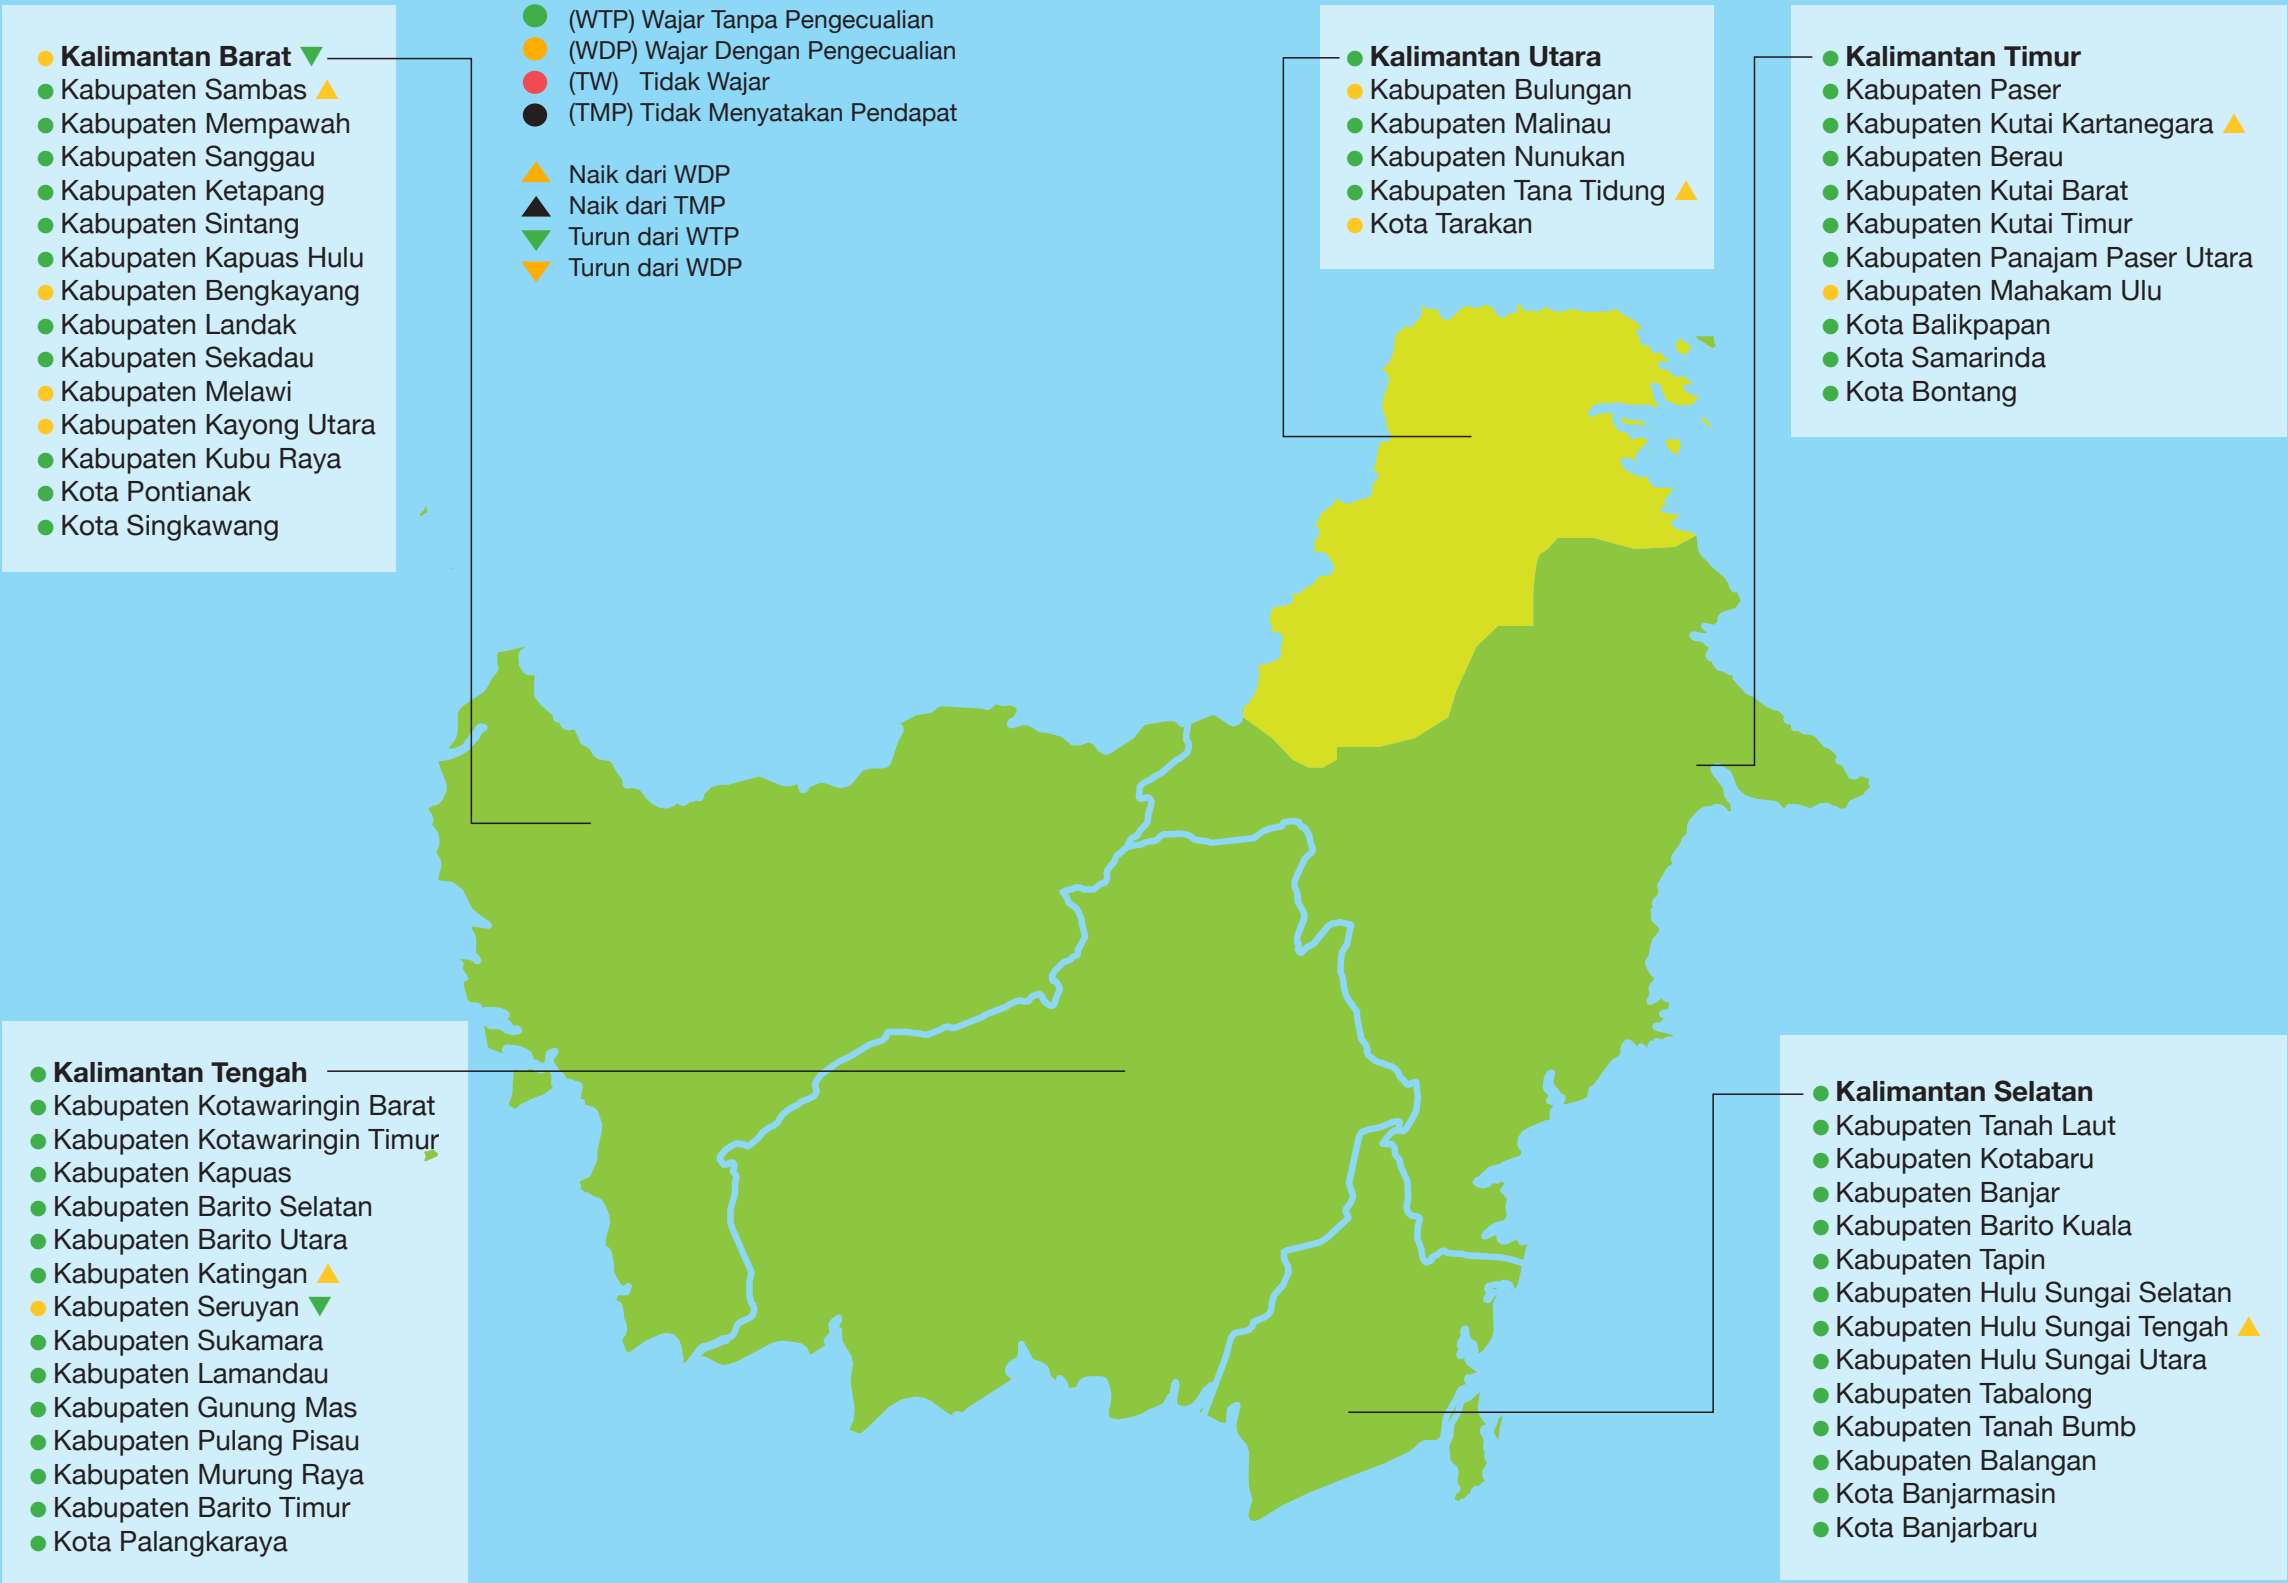 Kalimantan Barat
Kabupaten Sambas
Kabupaten Mempawah
Kabupaten Sanggau
Kabupaten Ketapang
Kabupaten Sintang
Kabupaten Kapuas Hulu
Kabupaten Bengkayang
Kabupaten Landak
Kabupaten Sekadau
Kabupaten Melawi
Kabupaten Kayong Utara
Kabupaten Kubu Raya
Kota Pontianak
Kota Singkawang
(WTP) Wajar Tanpa Pengecualian
(WDP) Wajar Dengan Pengecualian
(TW) Tidak Wajar
(TMP) Tidak Menyatakan Pendapat
Naik dari WDP
Naik dari TMP
Turun dari WTP
Turun dari WDP
Kalimantan Utara
Kabupaten Bulungan
Kabupaten Malinau
Kabupaten Nunukan
Kabupaten Tana Tidung
Kota Tarakan
Kalimantan Timur
Kabupaten Paser
Kabupaten Kutai Kartanegara
Kabupaten Berau
Kabupaten Kutai Barat
Kabupaten Kutai Timur
Kabupaten Panajam Paser Utara
Kabupaten Mahakam Ulu
Kota Balikpapan
Kota Samarinda
Kota Bontang
Kalimantan Tengah
Kabupaten Kotawaringin Barat
Kabupaten Kotawaringin Timur
Kabupaten Kapuas
Kabupaten Barito Selatan
Kabupaten Barito Utara
Kabupaten Katingan
Kabupaten Seruyan
Kabupaten Sukamara
Kabupaten Lamandau
Kabupaten Gunung Mas
Kabupaten Pulang Pisau
Kabupaten Murung Raya
Kabupaten Barito Timur
Kota Palangkaraya
Kalimantan Selatan
Kabupaten Tanah Laut
Kabupaten Kotabaru
Kabupaten Banjar
Kabupaten Barito Kuala
Kabupaten Tapin
Kabupaten Hulu Sungai Selatan
Kabupaten Hulu Sungai Tengah
Kabupaten Hulu Sungai Utara
Kabupaten Tabalong
Kabupaten Tanah Bumb
Kabupaten Balangan
Kota Banjarmasin
Kota Banjarbaru